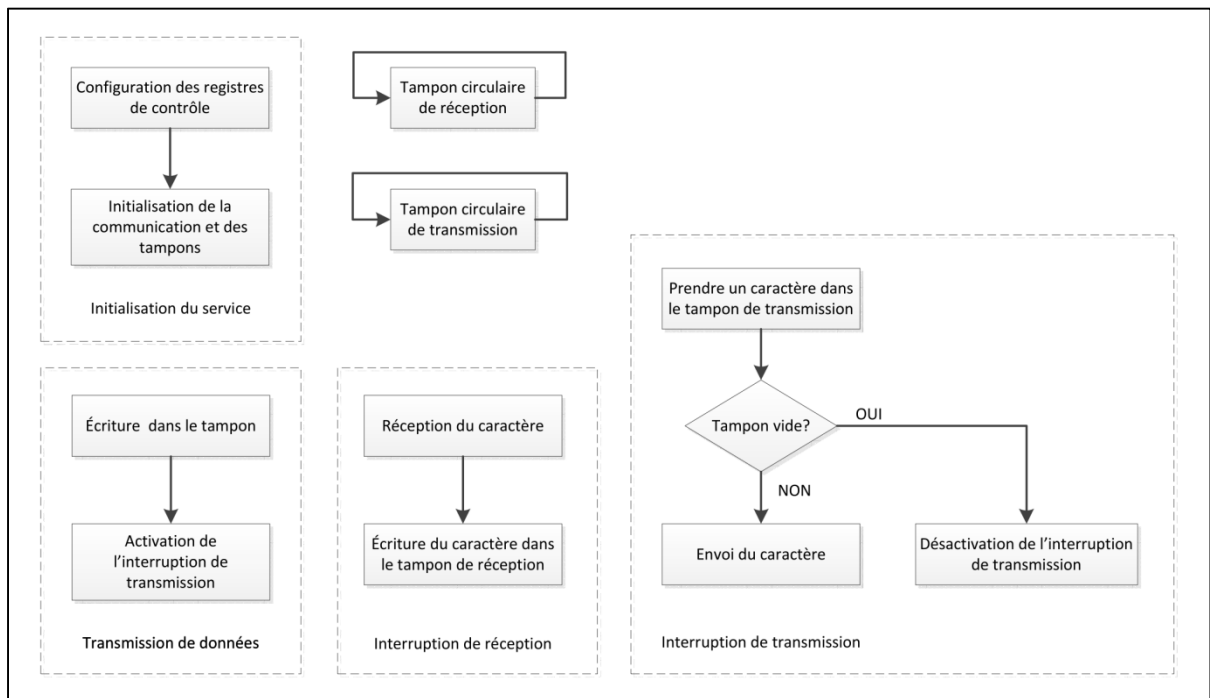 Configuration des registres
de contrôle
Initialisation de la
communication et des
tampons
Initialisation du service
Tampon circulaire
de réception
Tampon circulaire
de transmission
Écriture dans le tampon
Activation de
l’interruption de
transmission
Transmission de données
Réception du caractère
Écriture du caractère dans
le tampon de réception
Interruption de réception
Prendre un caractère dans
le tampon de transmission
Tampon vide?
OUI
NON
Envoi du caractère
Désactivation de l’interruption
de transmission
Interruption de transmission